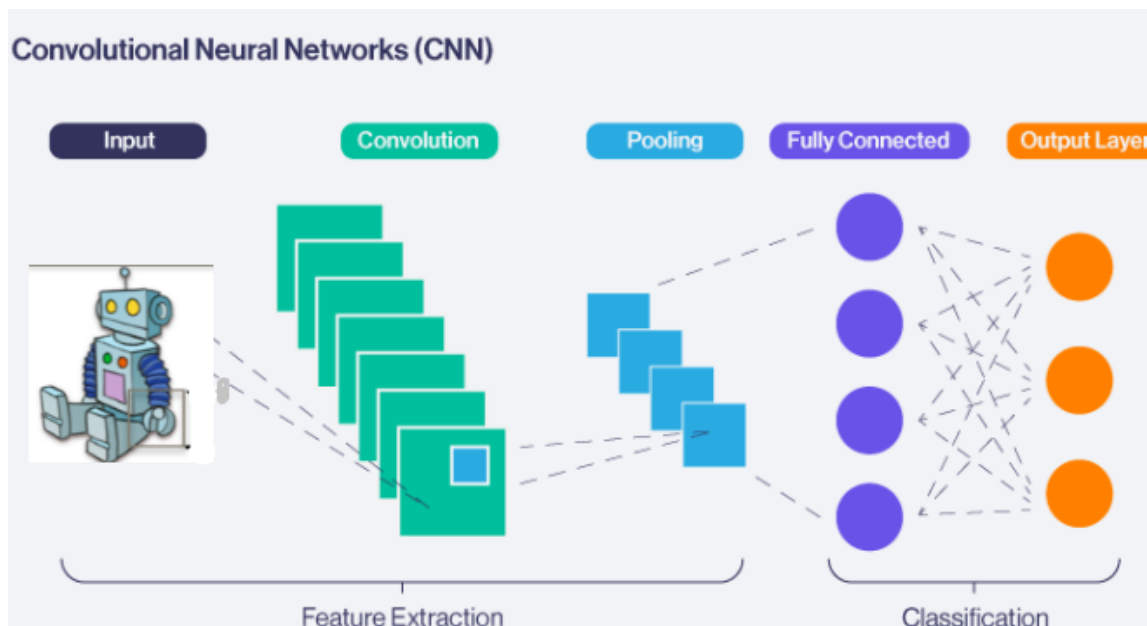 Convolutional Neural Networks (CNN)
Input
Convolution
Pooling
Fully Connected
Output Layer
Feature Extraction
Classification